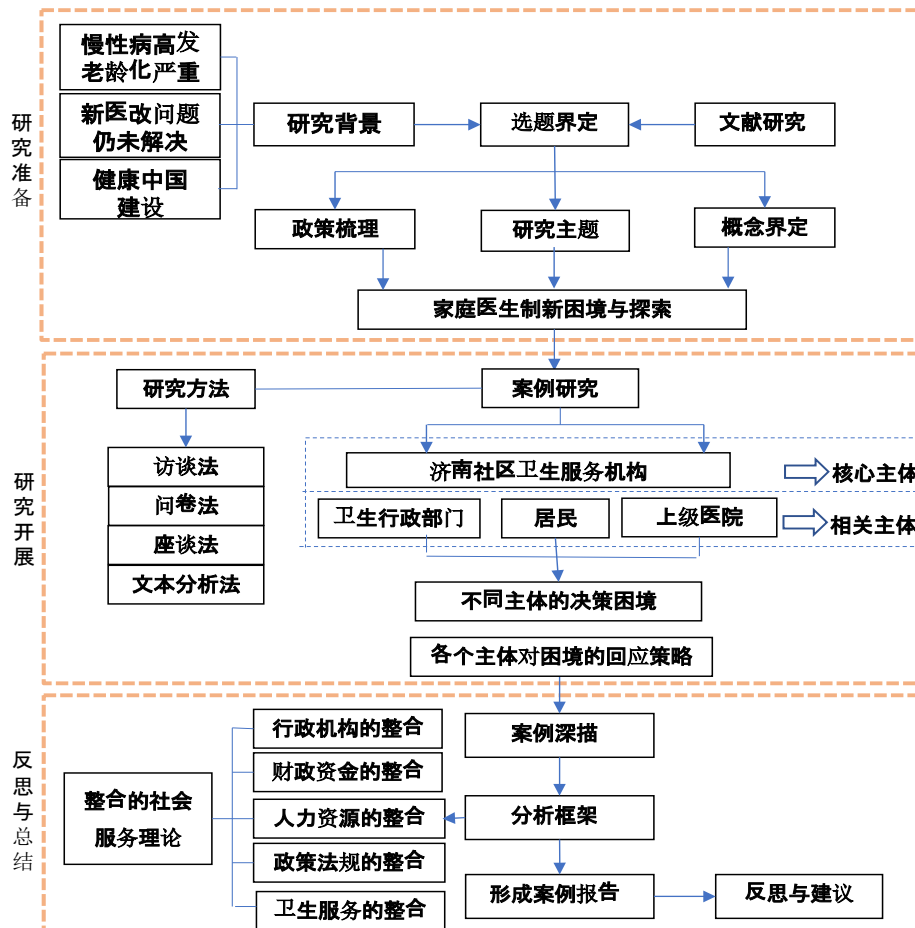 研究准备
慢性病高发
老龄化严重
新医改问题
仍未解决
健康中国
建设
研究背景
选题界定
文献研究
政策梳理
研究主题
概念界定
家庭医生制新困境与探索
研究开展
研究方法
案例研究
访谈法
问卷法
座谈法
文本分析法
济南社区卫生服务机构
核心主体
卫生行政部门
居民
上级医院
相关主体
不同主体的决策困境
各个主体对困境的回应策略
反思与总结
整合的社会
服务理论
行政机构的整合
财政资金的整合
人力资源的整合
政策法规的整合
卫生服务的整合
案例深描
分析框架
形成案例报告
反思与建议